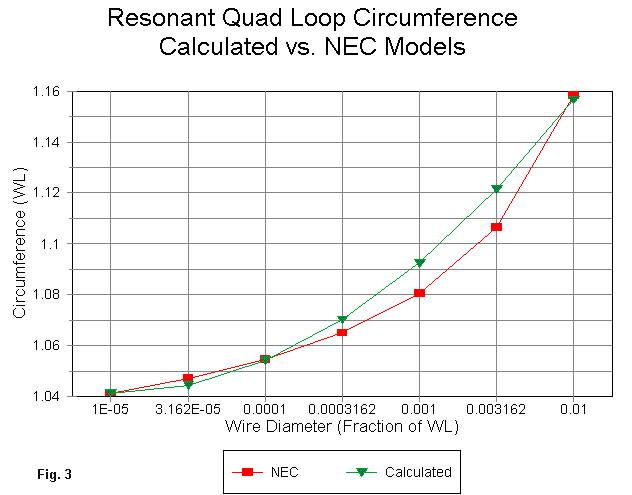 Resonant Quad Loop Circumference
Calculated vs. NEC Models
Circumference (WL)
1.16
1.14
1.12
1.1
1.08
1.06
1.04
1E-05 3.162E-05 0.0001 0.0003162 0.001 0.003162 0.01
Wire Diameter (Fraction of WL)
Fig. 3
NEC Calculated